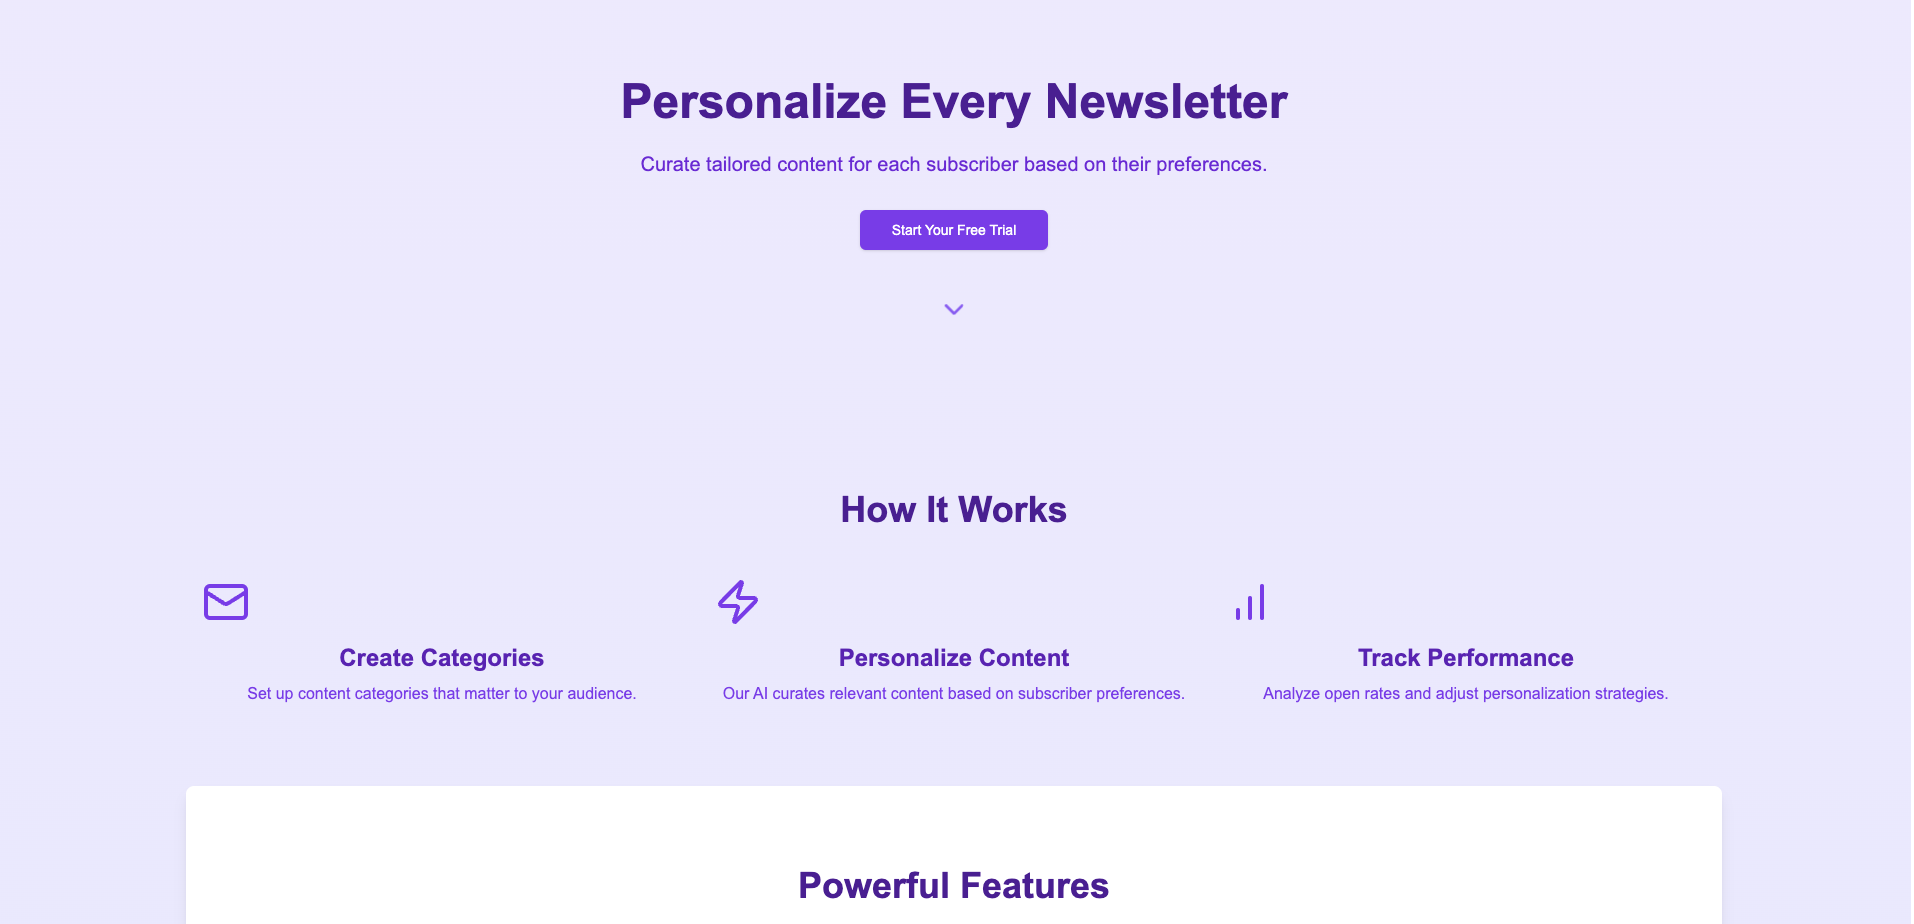 Personalize Every Newsletter
Curate tailored content for each subscriber based on their preferences.
Start Your Free Trial
How It Works
Create Categories
Set up content categories that matter to your audience.
Personalize Content
Our AI curates relevant content based on subscriber preferences.
Track Performance
Analyze open rates and adjust personalization strategies.
Powerful Features